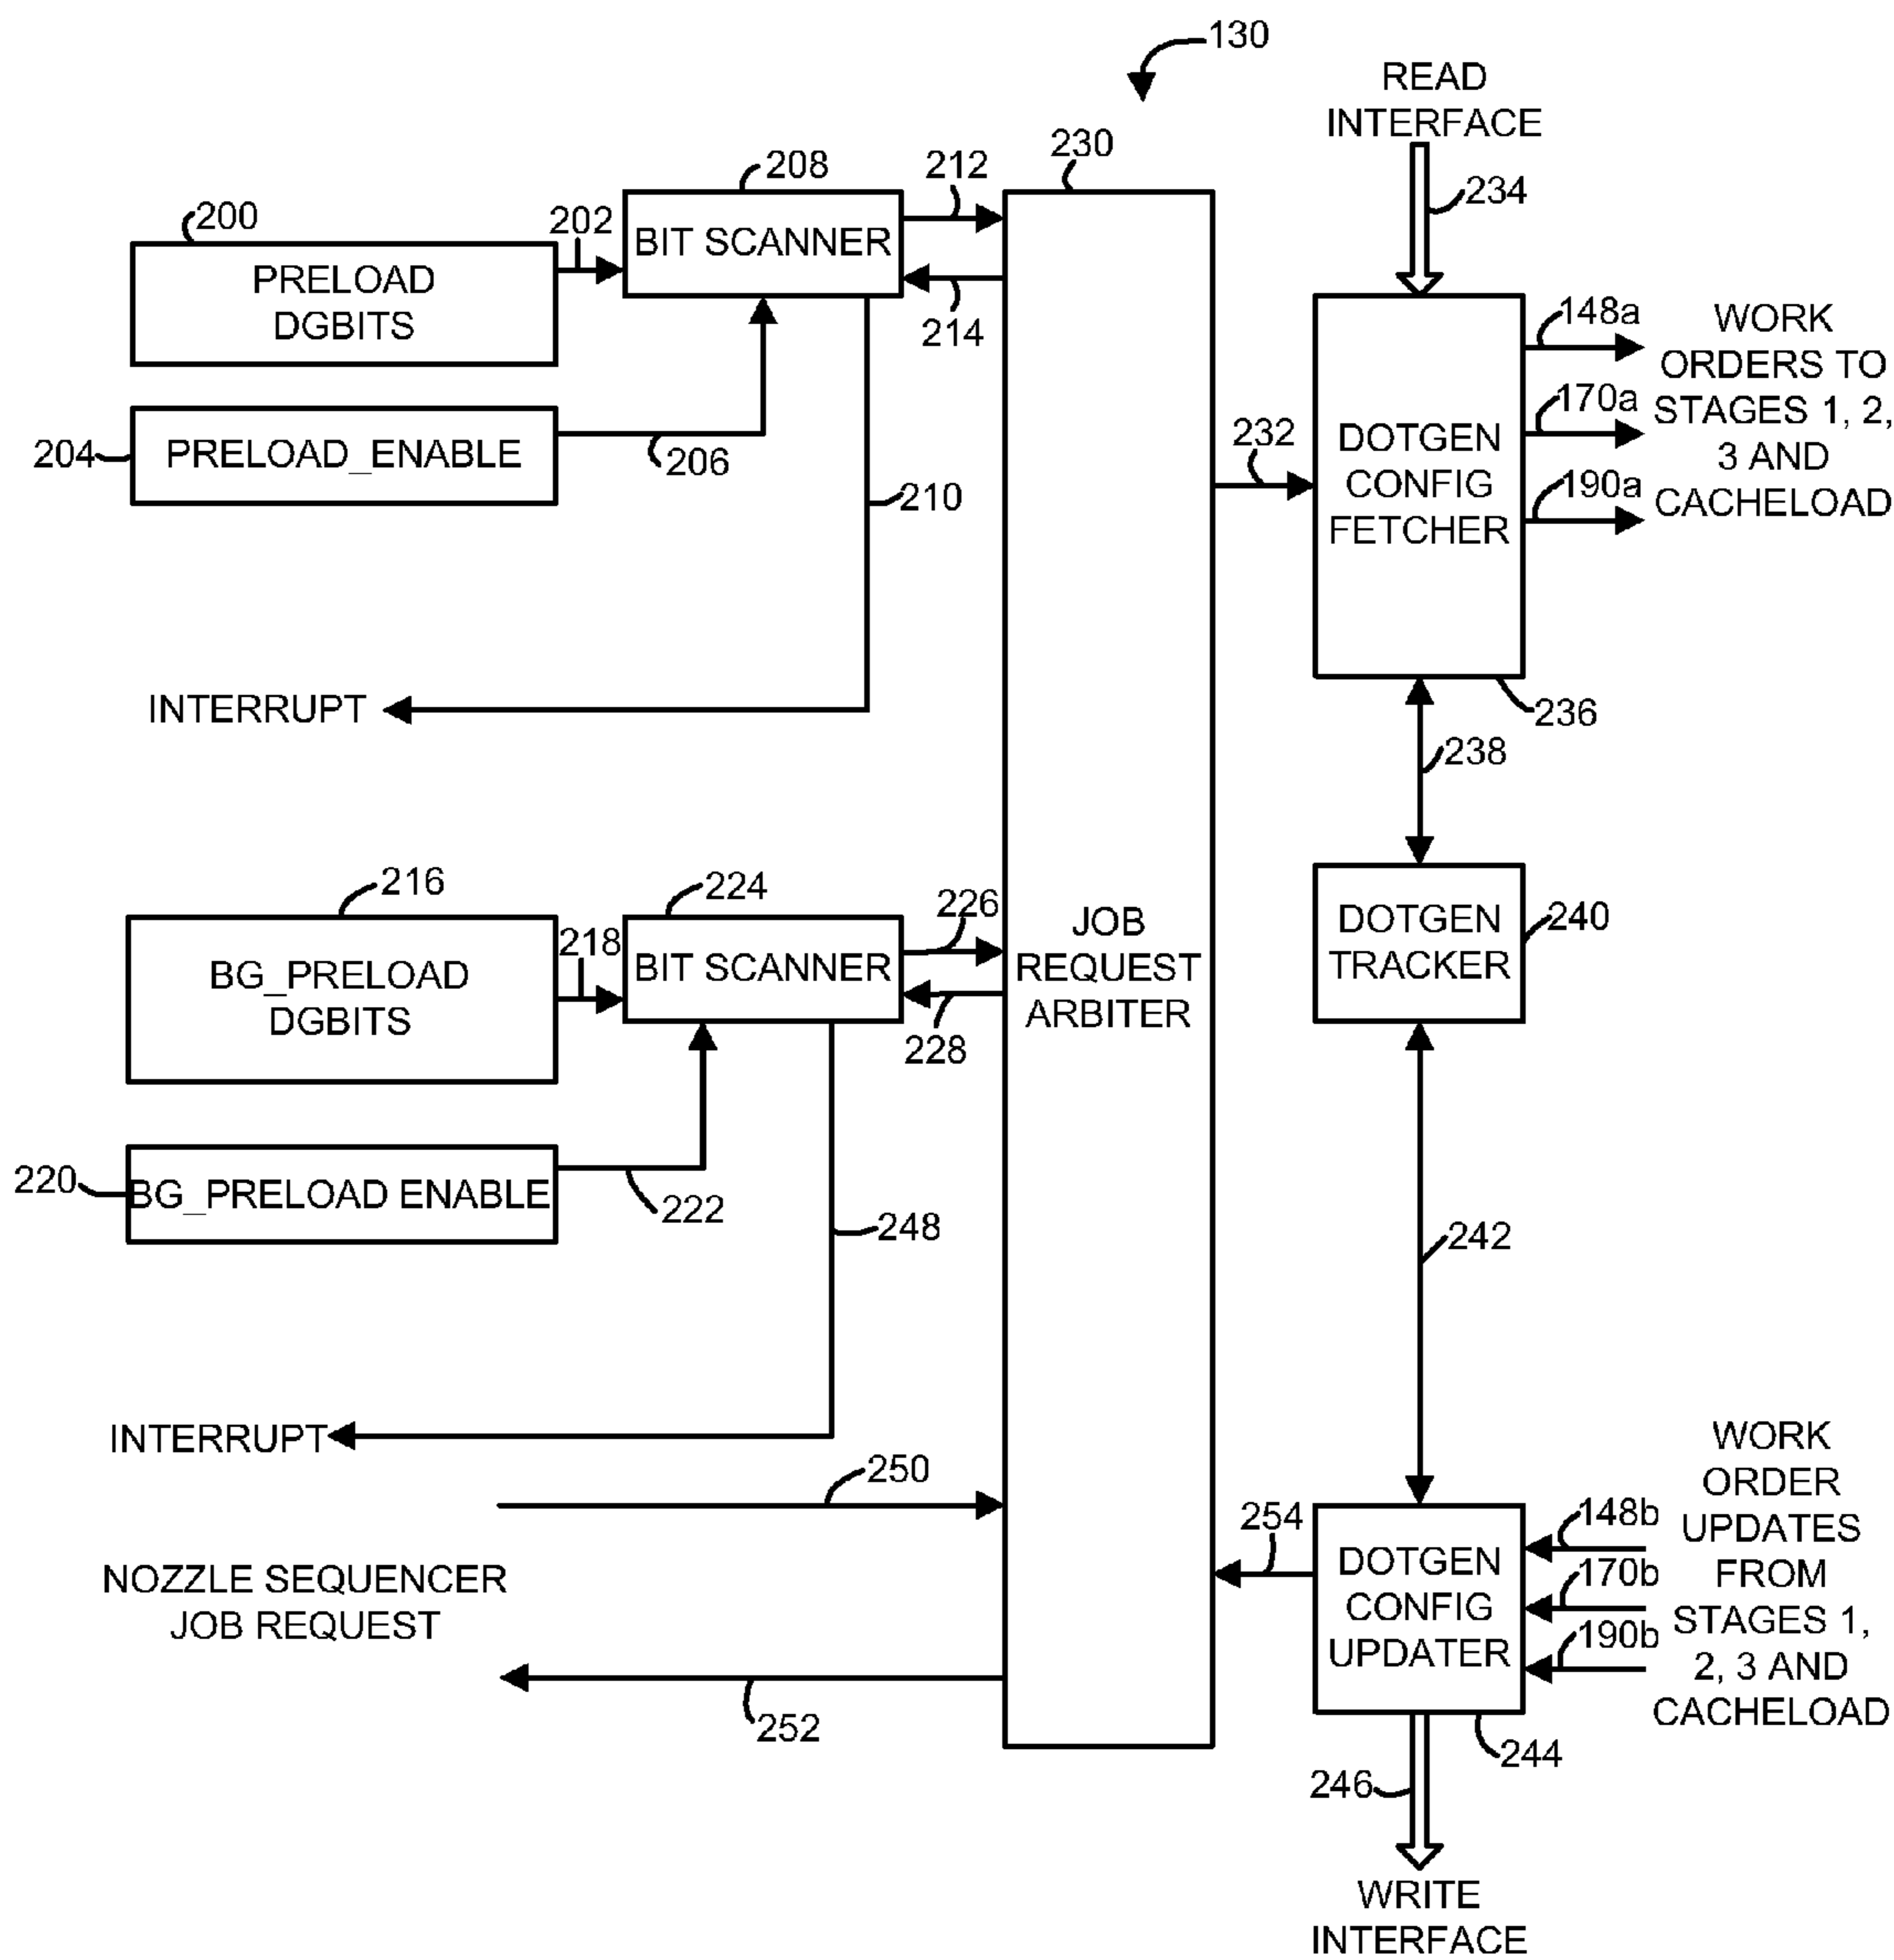 130
READ
INTERFACE
234
208
212
230
200
202
BIT SCANNER
PRELOAD
DGBITS
214
204
PRELOAD_ENABLE
206
210
INTERRUPT
232
DOTGEN
CONFIG
FETCHER
148a
170a
190a
WORK
ORDERS TO
STAGES 1, 2,
3 AND
CACHELOAD
236
238
216
224
226
218
BG_PRELOAD
DGBITS
BIT SCANNER
228
JOB
REQUEST
ARBITER
DOTGEN
TRACKER
240
220
BG_PRELOAD ENABLE
222
248
242
INTERRUPT
250
NOZZLE SEQUENCER
JOB REQUEST
252
254
DOTGEN
CONFIG
UPDATER
148b
170b
190b
WORK
ORDER
UPDATES
FROM
STAGES 1,
2, 3 AND
CACHELOAD
244
246
WRITE
INTERFACE